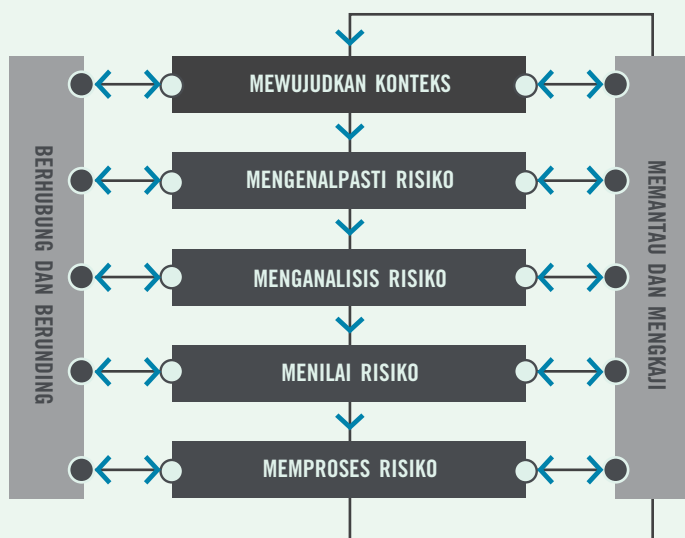 MEWUJUDKAN KONTEKS
MENGENALPASTI RISIKO
MENGANALISIS RISIKO
MENILAI RISIKO
MEMPROSES RISIKO
BERHUBUNG DAN BERUNDING
MEMANTAU DAN MENGKAJI